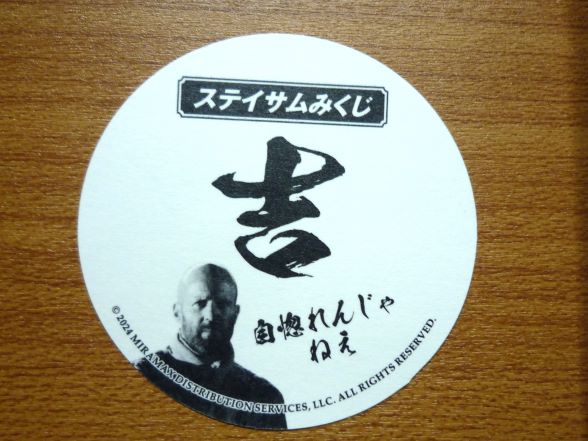 ステイサムみくじ
吉
自惚れんじゃ
ねえ
© 2024 MIRAMAX DISTRIBUTION SERVICES, LLC. ALL RIGHTS RESERVED.